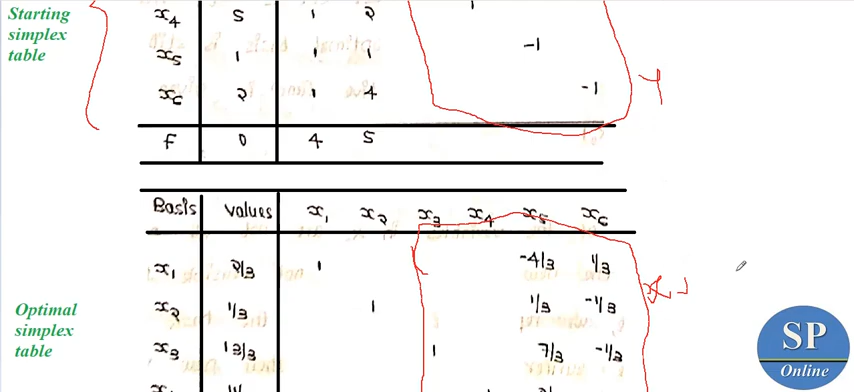 Starting
simplex
table
x₄ 5 1 2 1
x₅ 1 1 1 -1
x₆ 2 1 4 -1
F 0 4 5
Basis values x₁ x₂ x₃ x₄ x₅ x₆
x₁ 2/3 1 -4/3 1/3
x₂ 1/3 1 1/3 -1/3
x₃ 13/3 1 7/3 -1/3
Optimal
simplex
table
SP
Online